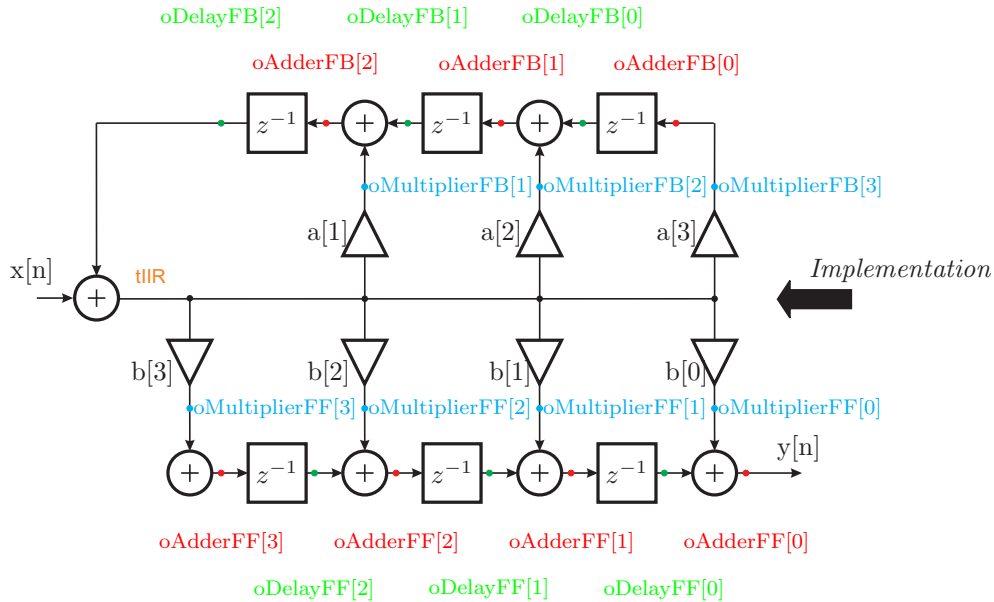 oDelayFB[2] oDelayFB[1] oDelayFB[0]
oAdderFB[2] oAdderFB[1] oAdderFB[0]
z⁻¹ + z⁻¹ + z⁻¹
oMultiplierFB[1] oMultiplierFB[2] oMultiplierFB[3]
a[1] a[2] a[3]
x[n] tIIR Implementation
+
b[3] b[2] b[1] b[0]
oMultiplierFF[3] oMultiplierFF[2] oMultiplierFF[1] oMultiplierFF[0]
y[n]
+ z⁻¹ + z⁻¹ + z⁻¹ +
oAdderFF[3] oAdderFF[2] oAdderFF[1] oAdderFF[0]
oDelayFF[2] oDelayFF[1] oDelayFF[0]